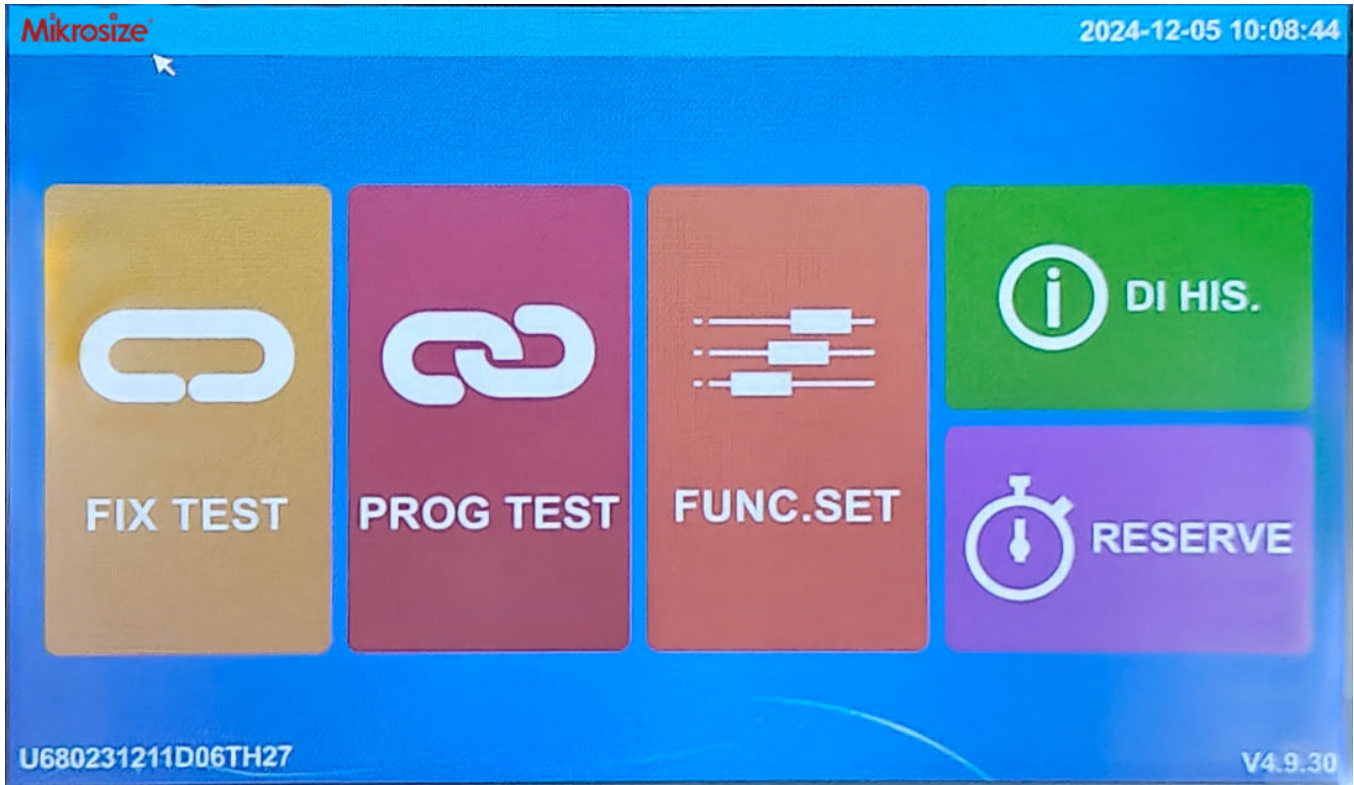 Mikrosize
2024-12-05 10:08:44
FIX TEST
PROG TEST
FUNC.SET
DI HIS.
RESERVE
U680231211D06TH27
V4.9.30